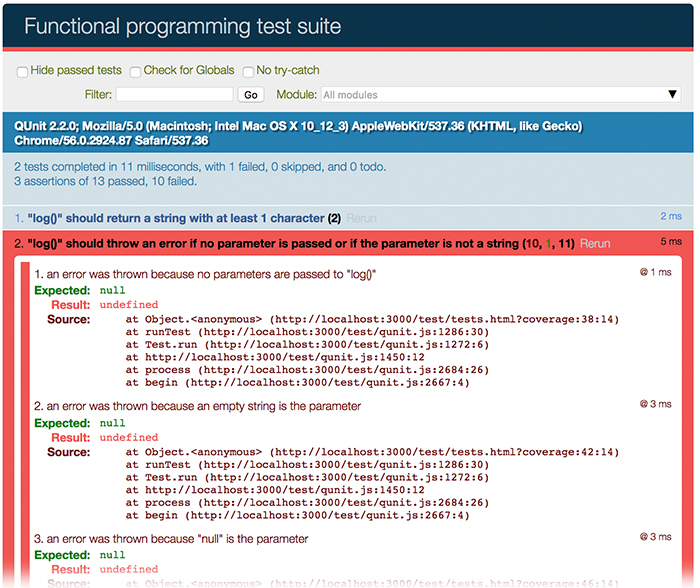 Functional programming test suite
Hide passed tests Check for Globals No try-catch
Filter: Go Module: All modules ▼
QUnit 2.2.0; Mozilla/5.0 (Macintosh; Intel Mac OS X 10_12_3) AppleWebKit/537.36 (KHTML, like Gecko)
Chrome/56.0.2924.87 Safari/537.36
2 tests completed in 11 milliseconds, with 1 failed, 0 skipped, and 0 todo.
3 assertions of 13 passed, 10 failed.
1. "log()" should return a string with at least 1 character (2) Rerun 2 ms
2. "log()" should throw an error if no parameter is passed or if the parameter is not a string (10, 1, 11) Rerun 5 ms
1. an error was thrown because no parameters are passed to "log()" @ 1 ms
Expected: null
Result: undefined
Source: at Object.<anonymous> (http://localhost:3000/test/tests.html?coverage:38:14)
at runTest (http://localhost:3000/test/qunit.js:1286:30)
at Test.run (http://localhost:3000/test/qunit.js:1272:6)
at http://localhost:3000/test/qunit.js:1450:12
at process (http://localhost:3000/test/qunit.js:2684:26)
at begin (http://localhost:3000/test/qunit.js:2667:4)
2. an error was thrown because an empty string is the parameter @ 3 ms
Expected: null
Result: undefined
Source: at Object.<anonymous> (http://localhost:3000/test/tests.html?coverage:42:14)
at runTest (http://localhost:3000/test/qunit.js:1286:30)
at Test.run (http://localhost:3000/test/qunit.js:1272:6)
at http://localhost:3000/test/qunit.js:1450:12
at process (http://localhost:3000/test/qunit.js:2684:26)
at begin (http://localhost:3000/test/qunit.js:2667:4)
3. an error was thrown because "null" is the parameter @ 3 ms
Expected: null
Result: undefined
Source: at Object.<anonymous> (http://localhost:3000/test/tests.html?coverage:46:14)